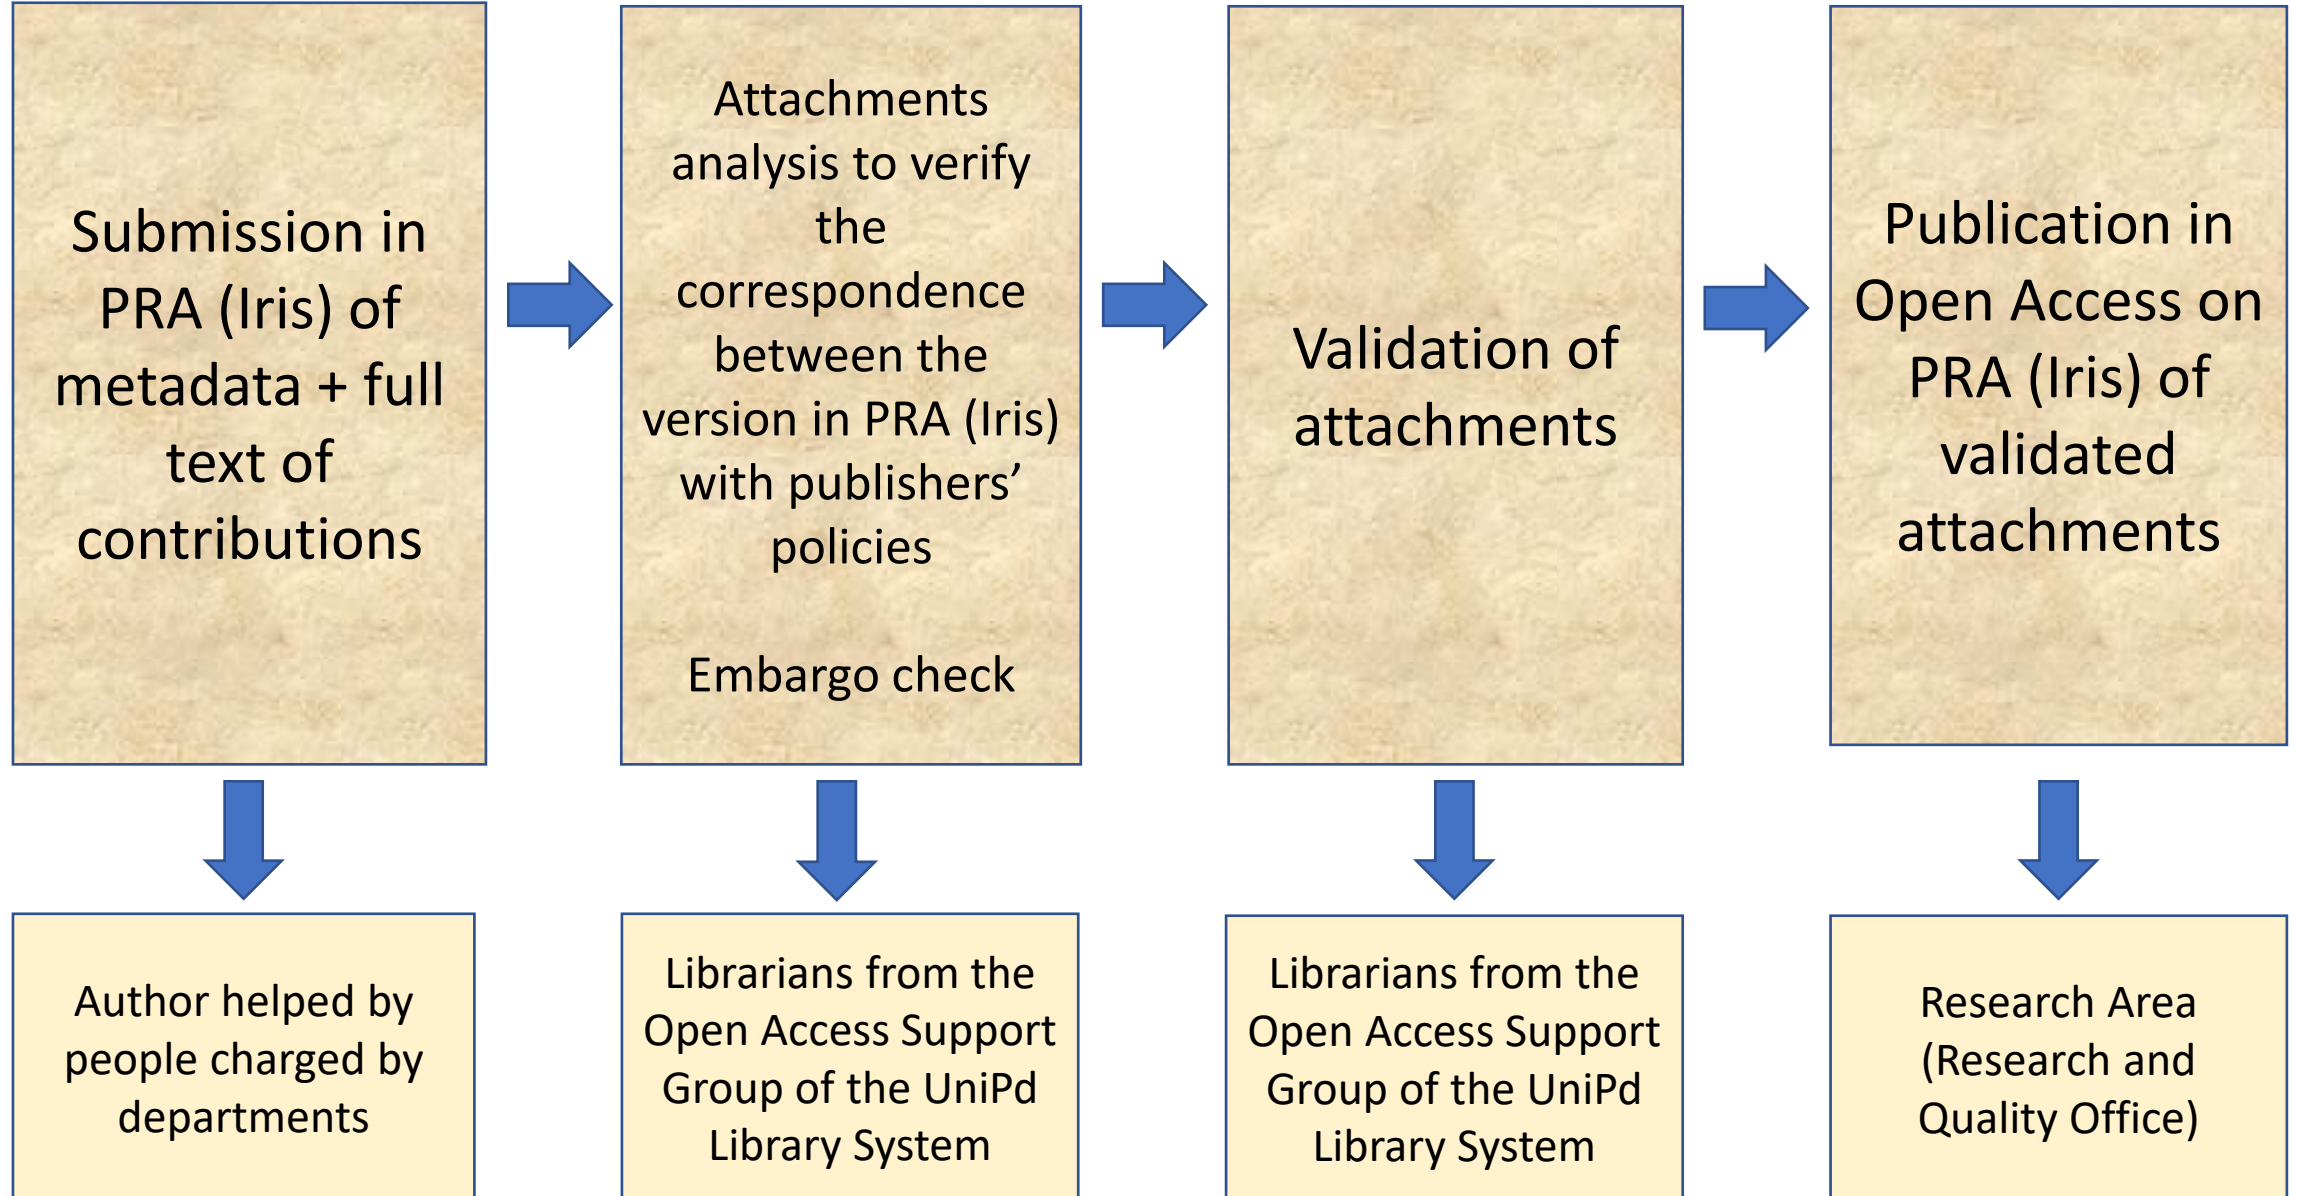 Submission in
PRA (Iris) of
metadata + full
text of
contributions
Attachments
analysis to verify
the
correspondence
between the
version in PRA (Iris)
with publishers’
policies
Embargo check
Validation of
attachments
Publication in
Open Access on
PRA (Iris) of
validated
attachments
Author helped by
people charged by
departments
Librarians from the
Open Access Support
Group of the UniPd
Library System
Librarians from the
Open Access Support
Group of the UniPd
Library System
Research Area
(Research and
Quality Office)